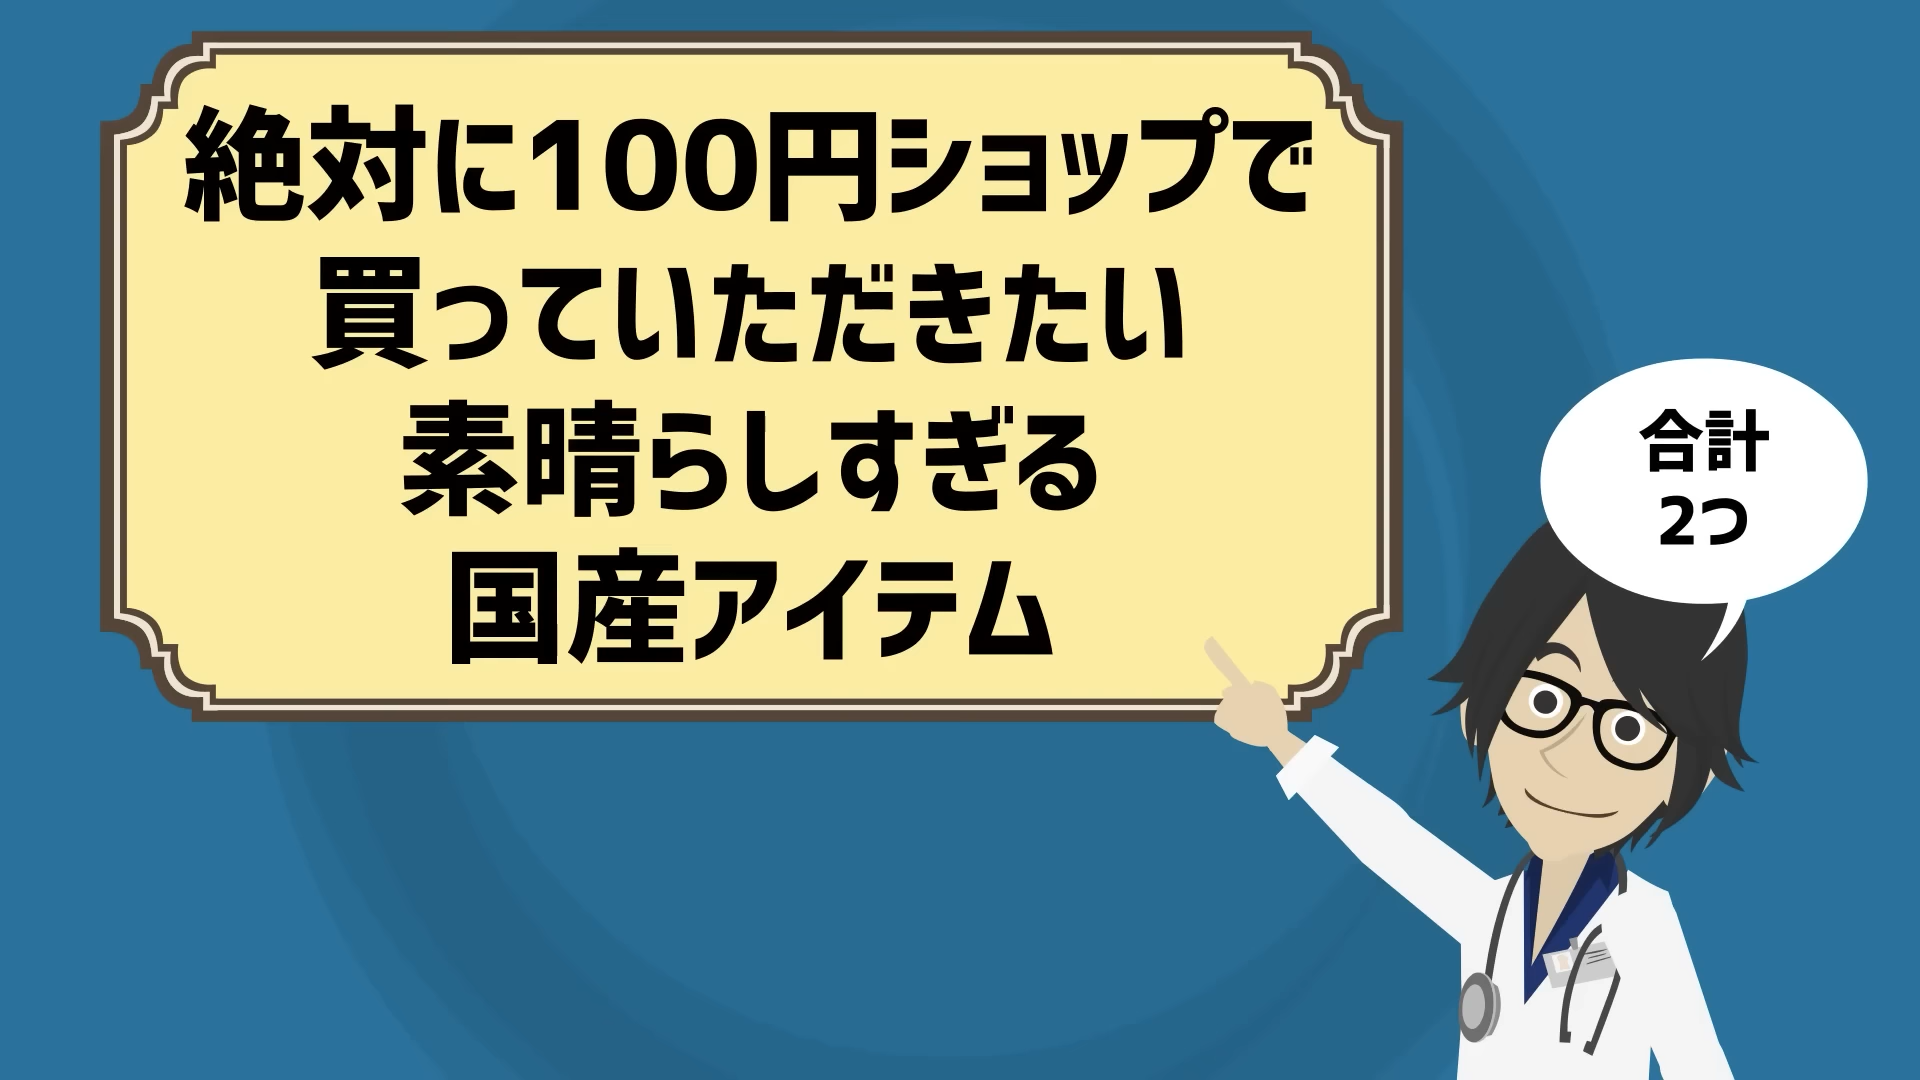 絶対に100円ショップで
買っていただきたい
素晴らしすぎる
国産アイテム
合計
2つ